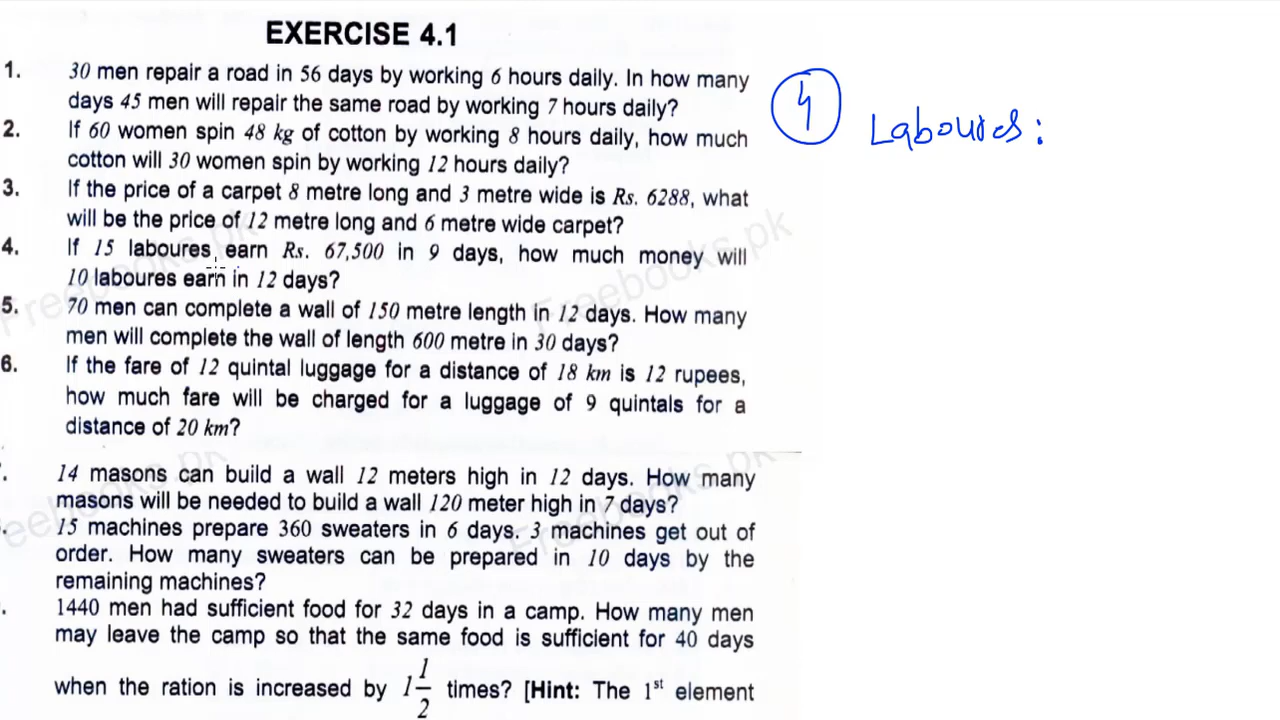 EXERCISE 4.1
1. 30 men repair a road in 56 days by working 6 hours daily. In how many
days 45 men will repair the same road by working 7 hours daily?
2. If 60 women spin 48 kg of cotton by working 8 hours daily, how much
cotton will 30 women spin by working 12 hours daily?
3. If the price of a carpet 8 metre long and 3 metre wide is Rs. 6288, what
will be the price of 12 metre long and 6 metre wide carpet?
4. If 15 laboures earn Rs. 67,500 in 9 days, how much money will
10 laboures earn in 12 days?
5. 70 men can complete a wall of 150 metre length in 12 days. How many
men will complete the wall of length 600 metre in 30 days?
6. If the fare of 12 quintal luggage for a distance of 18 km is 12 rupees,
how much fare will be charged for a luggage of 9 quintals for a
distance of 20 km?
14 masons can build a wall 12 meters high in 12 days. How many
masons will be needed to build a wall 120 meter high in 7 days?
15 machines prepare 360 sweaters in 6 days. 3 machines get out of
order. How many sweaters can be prepared in 10 days by the
remaining machines?
1440 men had sufficient food for 32 days in a camp. How many men
may leave the camp so that the same food is sufficient for 40 days
when the ration is increased by 1 1/2 times? [Hint: The 1st element
4
Laboures:
Freebooks.pk
Freebooks.pk
Freebooks.pk